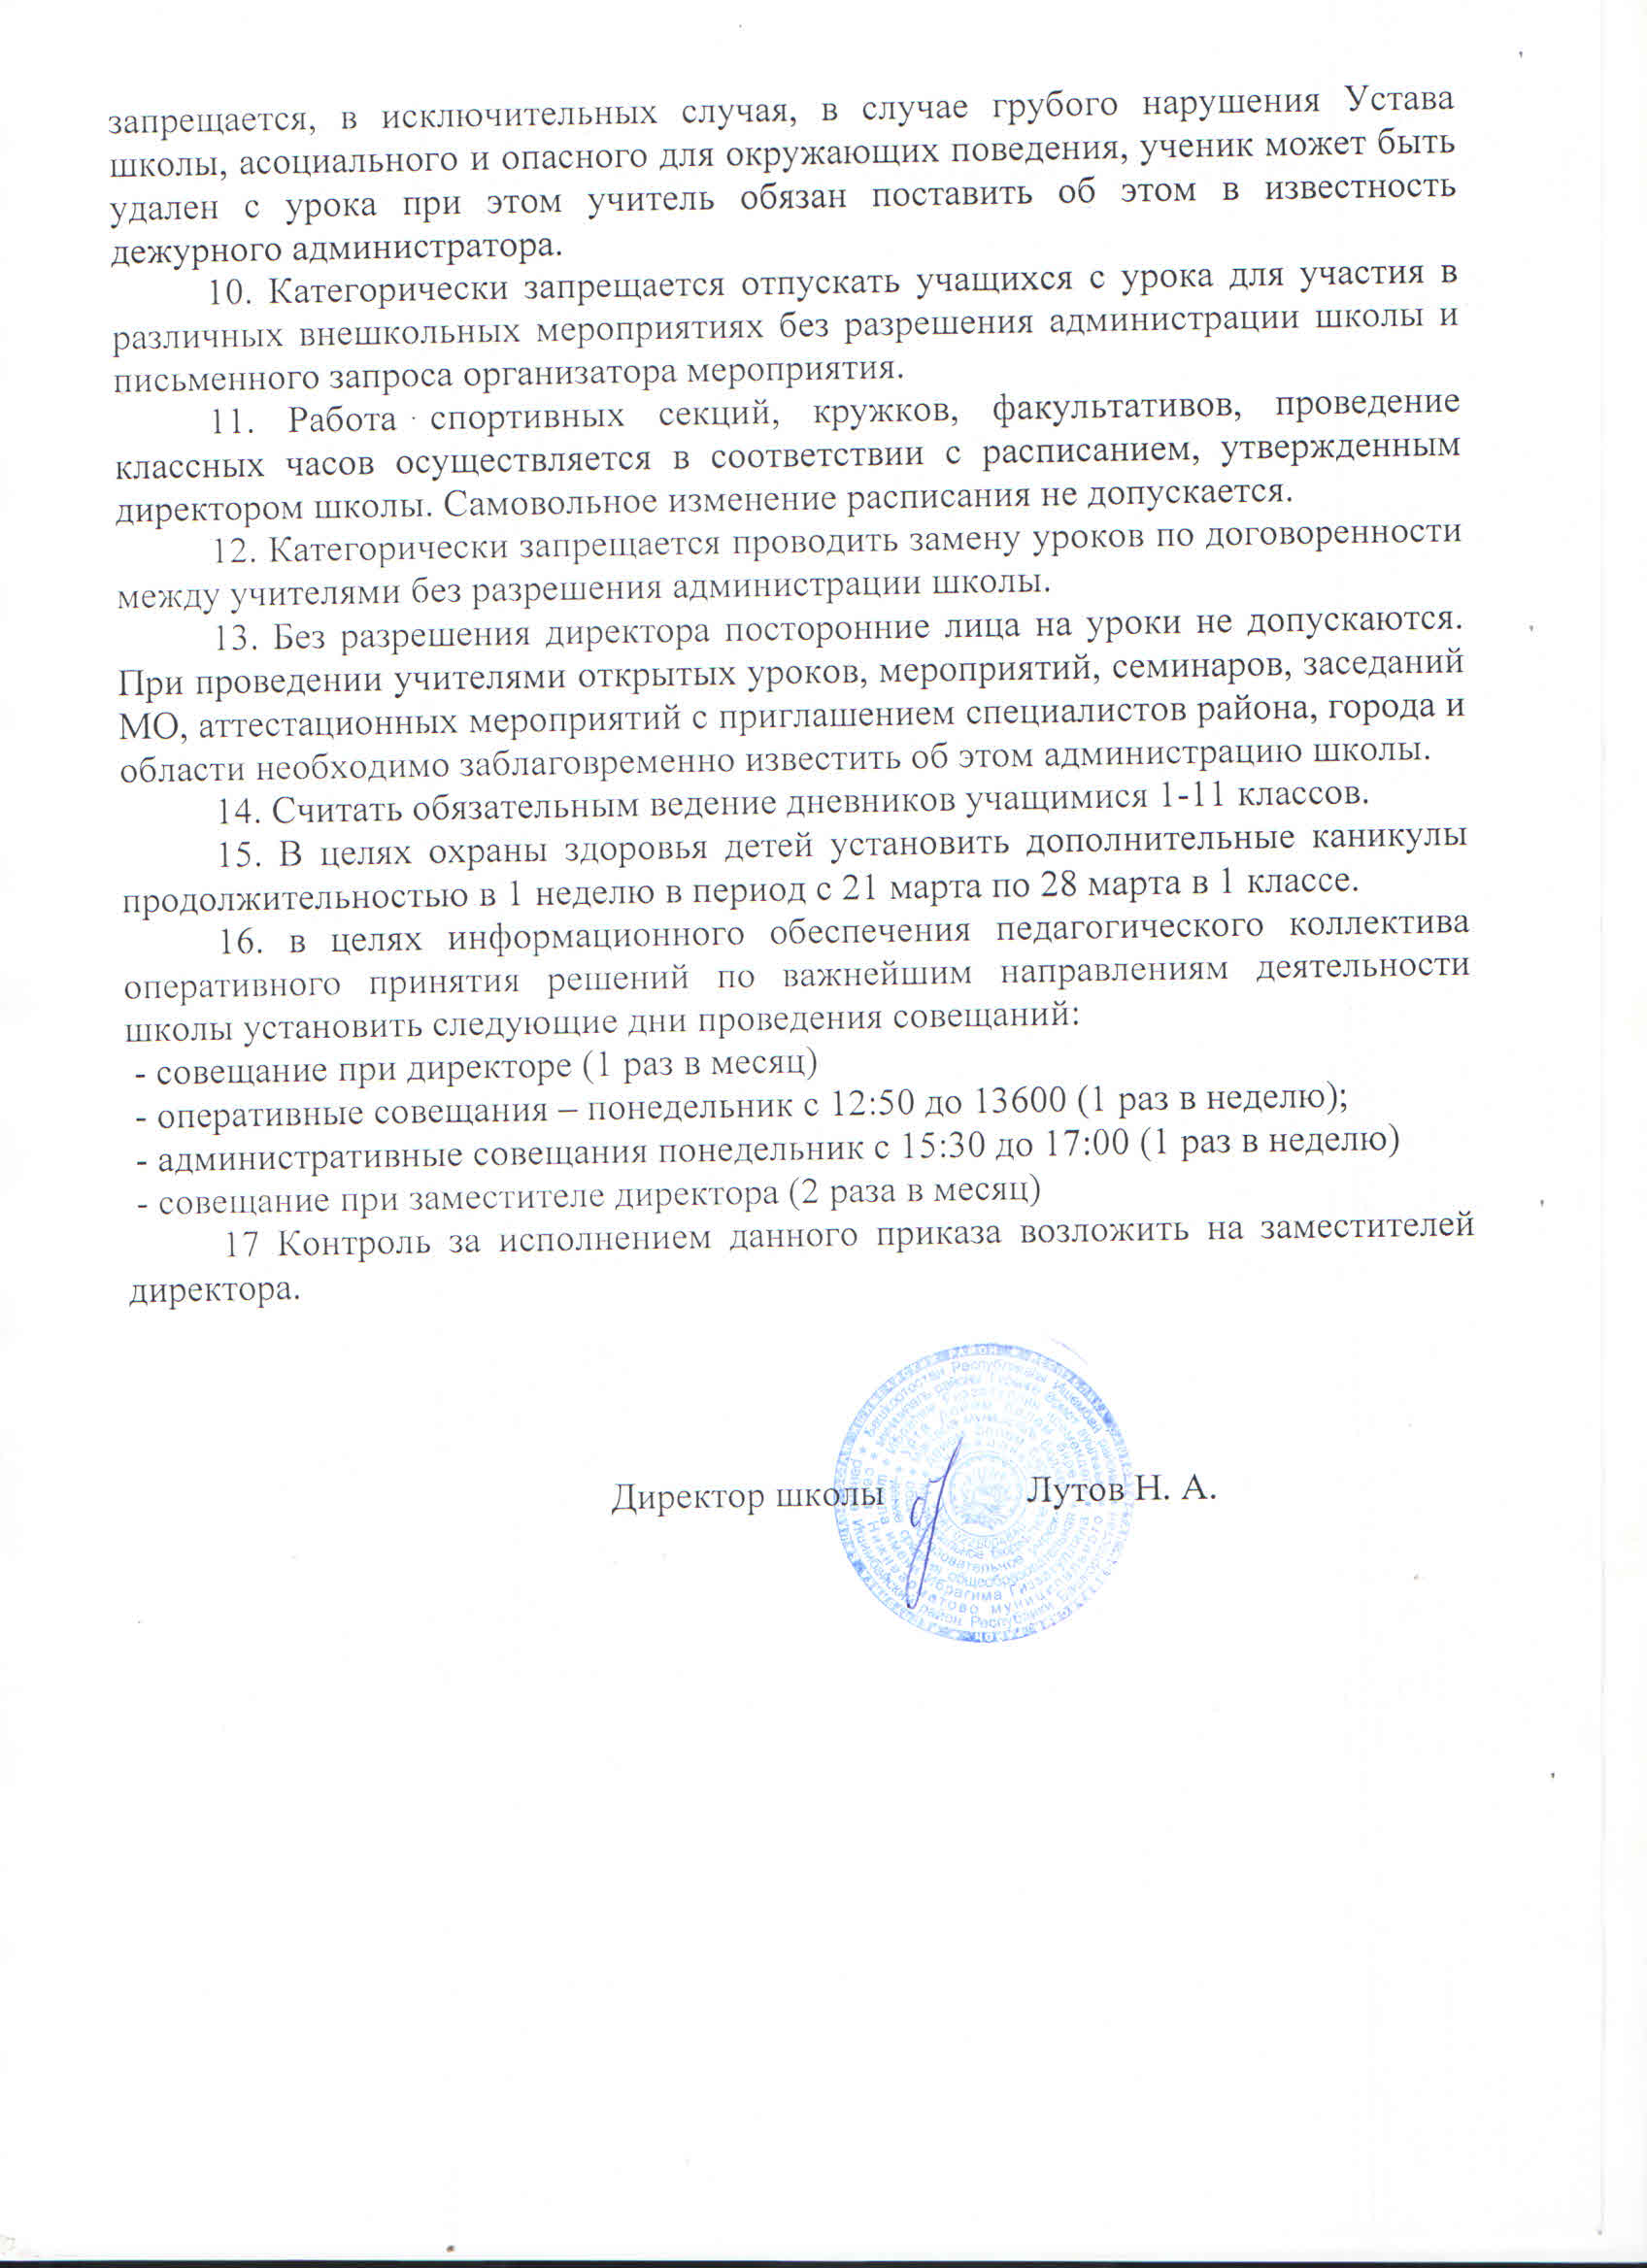 запрещается, в исключительных случая, в случае грубого нарушения Устава
школы, асоциального и опасного для окружающих поведения, ученик может быть
удален с урока при этом учитель обязан поставить об этом в известность
дежурного администратора.
10. Категорически запрещается отпускать учащихся с урока для участия в
различных внешкольных мероприятиях без разрешения администрации школы и
письменного запроса организатора мероприятия.
11. Работа спортивных секций, кружков, факультативов, проведение
классных часов осуществляется в соответствии с расписанием, утвержденным
директором школы. Самовольное изменение расписания не допускается.
12. Категорически запрещается проводить замену уроков по договоренности
между учителями без разрешения администрации школы.
13. Без разрешения директора посторонние лица на уроки не допускаются.
При проведении учителями открытых уроков, мероприятий, семинаров, заседаний
МО, аттестационных мероприятий с приглашением специалистов района, города и
области необходимо заблаговременно известить об этом администрацию школы.
14. Считать обязательным ведение дневников учащимися 1-11 классов.
15. В целях охраны здоровья детей установить дополнительные каникулы
продолжительностью в 1 неделю в период с 21 марта по 28 марта в 1 классе.
16. в целях информационного обеспечения педагогического коллектива
оперативного принятия решений по важнейшим направлениям деятельности
школы установить следующие дни проведения совещаний:
- совещание при директоре (1 раз в месяц)
- оперативные совещания – понедельник с 12:50 до 13600 (1 раз в неделю);
- административные совещания понедельник с 15:30 до 17:00 (1 раз в неделю)
- совещание при заместителе директора (2 раза в месяц)
17 Контроль за исполнением данного приказа возложить на заместителей
директора.
Директор школы Лутов Н. А.